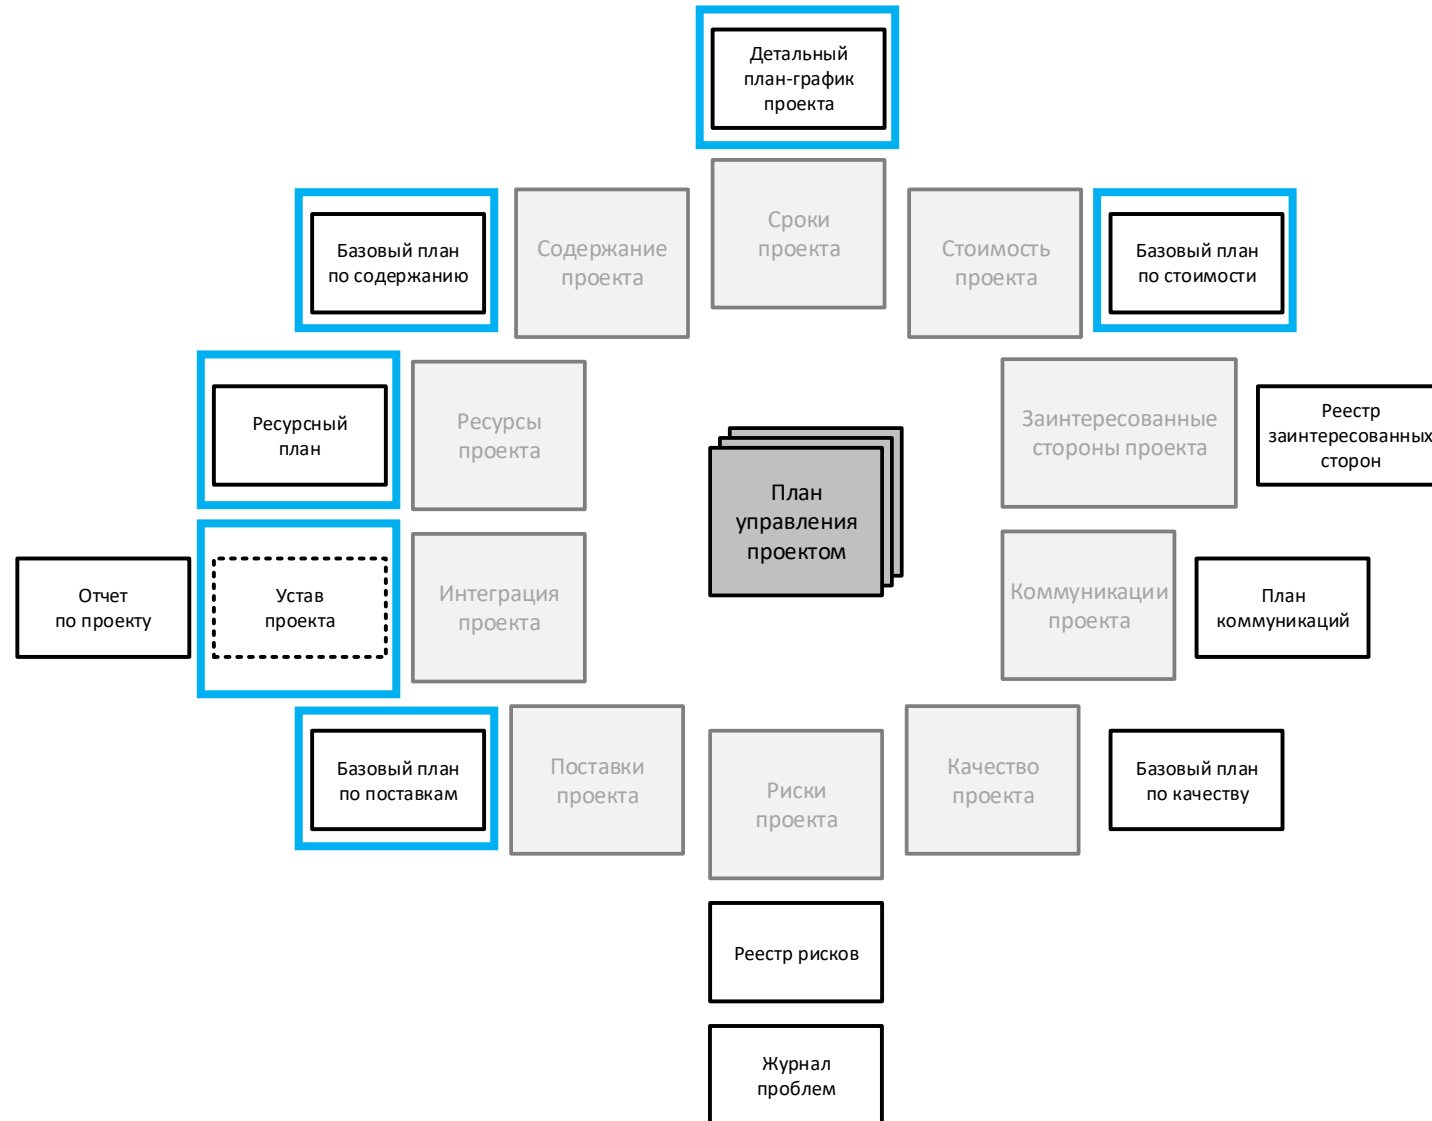 Детальный
план-график
проекта
Базовый план
по содержанию
Содержание
проекта
Сроки
проекта
Стоимость
проекта
Базовый план
по стоимости
Ресурсный
план
Ресурсы
проекта
План
управления
проектом
Заинтересованные
стороны проекта
Реестр
заинтересованных
сторон
Отчет
по проекту
Устав
проекта
Интеграция
проекта
Коммуникации
проекта
План
коммуникаций
Базовый план
по поставкам
Поставки
проекта
Риски
проекта
Качество
проекта
Базовый план
по качеству
Реестр рисков
Журнал
проблем